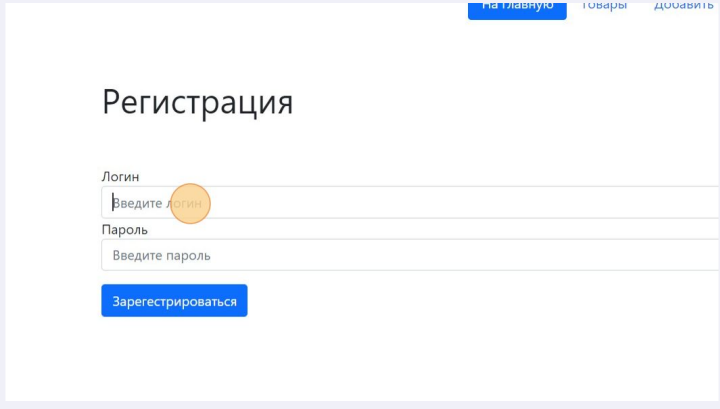 На главную Товары Добавить
Регистрация
Логин
Введите логин
Пароль
Введите пароль
Зарегестрироваться